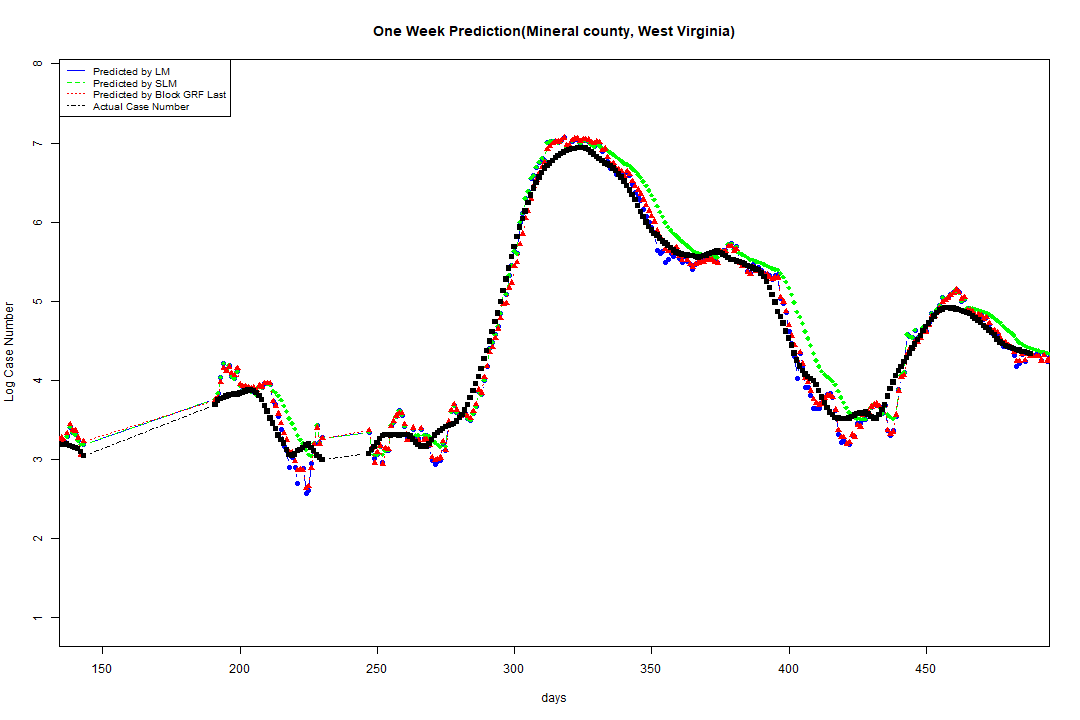 One Week Prediction(Mineral county, West Virginia)
Predicted by LM
Predicted by SLM
Predicted by Block GRF Last
Actual Case Number
8
7
6
5
4
3
2
1
Log Case Number
150 200 250 300 350 400 450
days